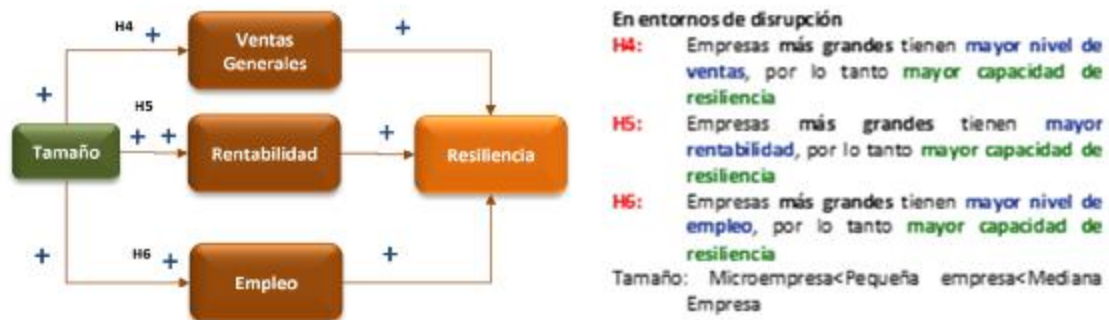 H4
+
+
+
Ventas
Generales
H5
+
+
+
Tamaño
Rentabilidad
Resiliencia
+
H6
+
+
Empleo
En entornos de disrupción
H4: Empresas más grandes tienen mayor nivel de
ventas, por lo tanto mayor capacidad de
resiliencia
H5: Empresas más grandes tienen mayor
rentabilidad, por lo tanto mayor capacidad de
resiliencia
H6: Empresas más grandes tienen mayor nivel de
empleo, por lo tanto mayor capacidad de
resiliencia
Tamaño: Microempresa<Pequeña empresa<Mediana
Empresa